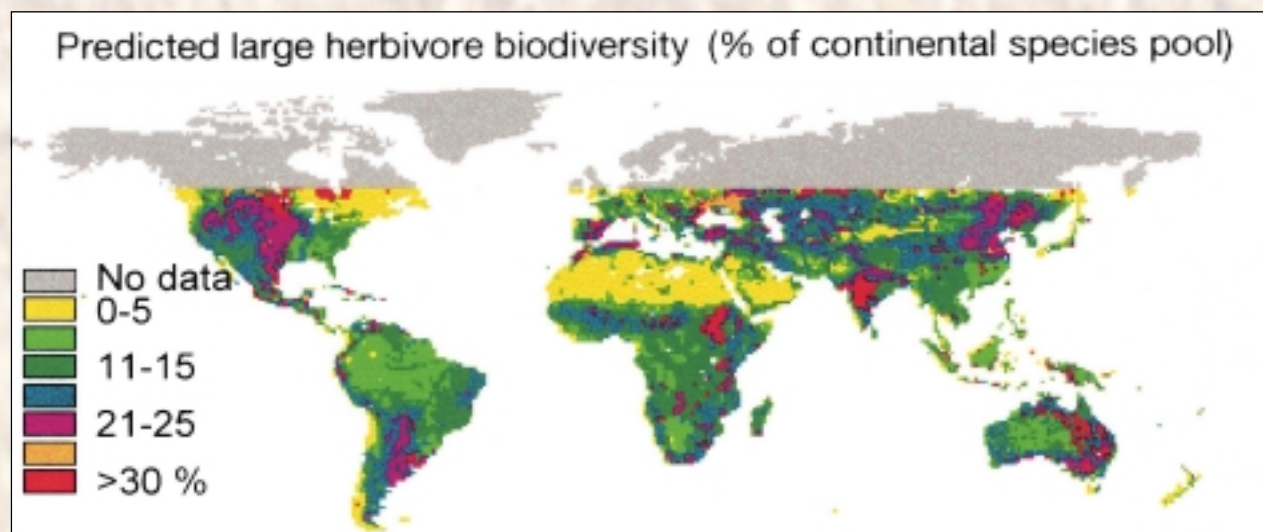 Predicted large herbivore biodiversity (% of continental species pool)
No data
0-5
11-15
21-25
>30 %